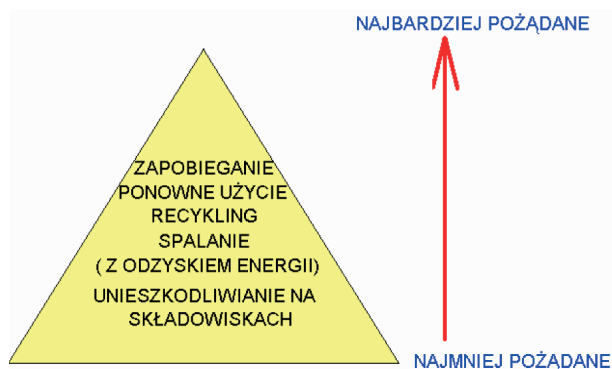 NAJBARDZIEJ POŻĄDANE
ZAPOBIEGANIE
PONOWNE UŻYCIE
RECYKLING
SPALANIE
( Z ODZYSKIEM ENERGII)
UNIESZKODLIWIANIE NA
SKŁADOWISKACH
NAJMNIEJ POŻĄDANE